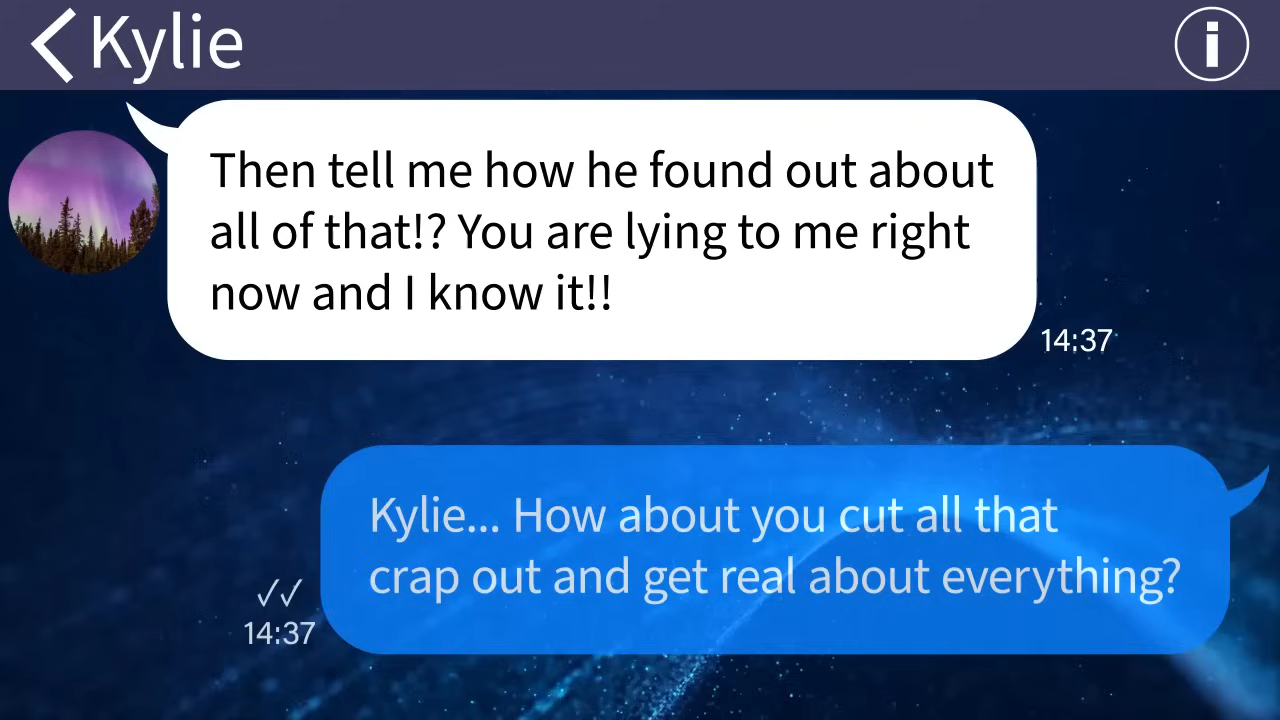 Kylie
Then tell me how he found out about
all of that!? You are lying to me right
now and I know it!!
14:37
Kylie... How about you cut all that
crap out and get real about everything?
✓✓
14:37